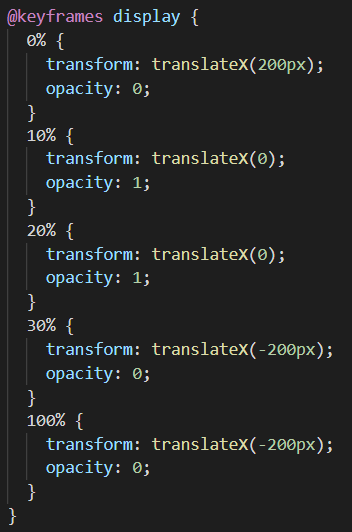 @keyframes display {
  0% {
    transform: translateX(200px);
    opacity: 0;
  }
  10% {
    transform: translateX(0);
    opacity: 1;
  }
  20% {
    transform: translateX(0);
    opacity: 1;
  }
  30% {
    transform: translateX(-200px);
    opacity: 0;
  }
  100% {
    transform: translateX(-200px);
    opacity: 0;
  }
}